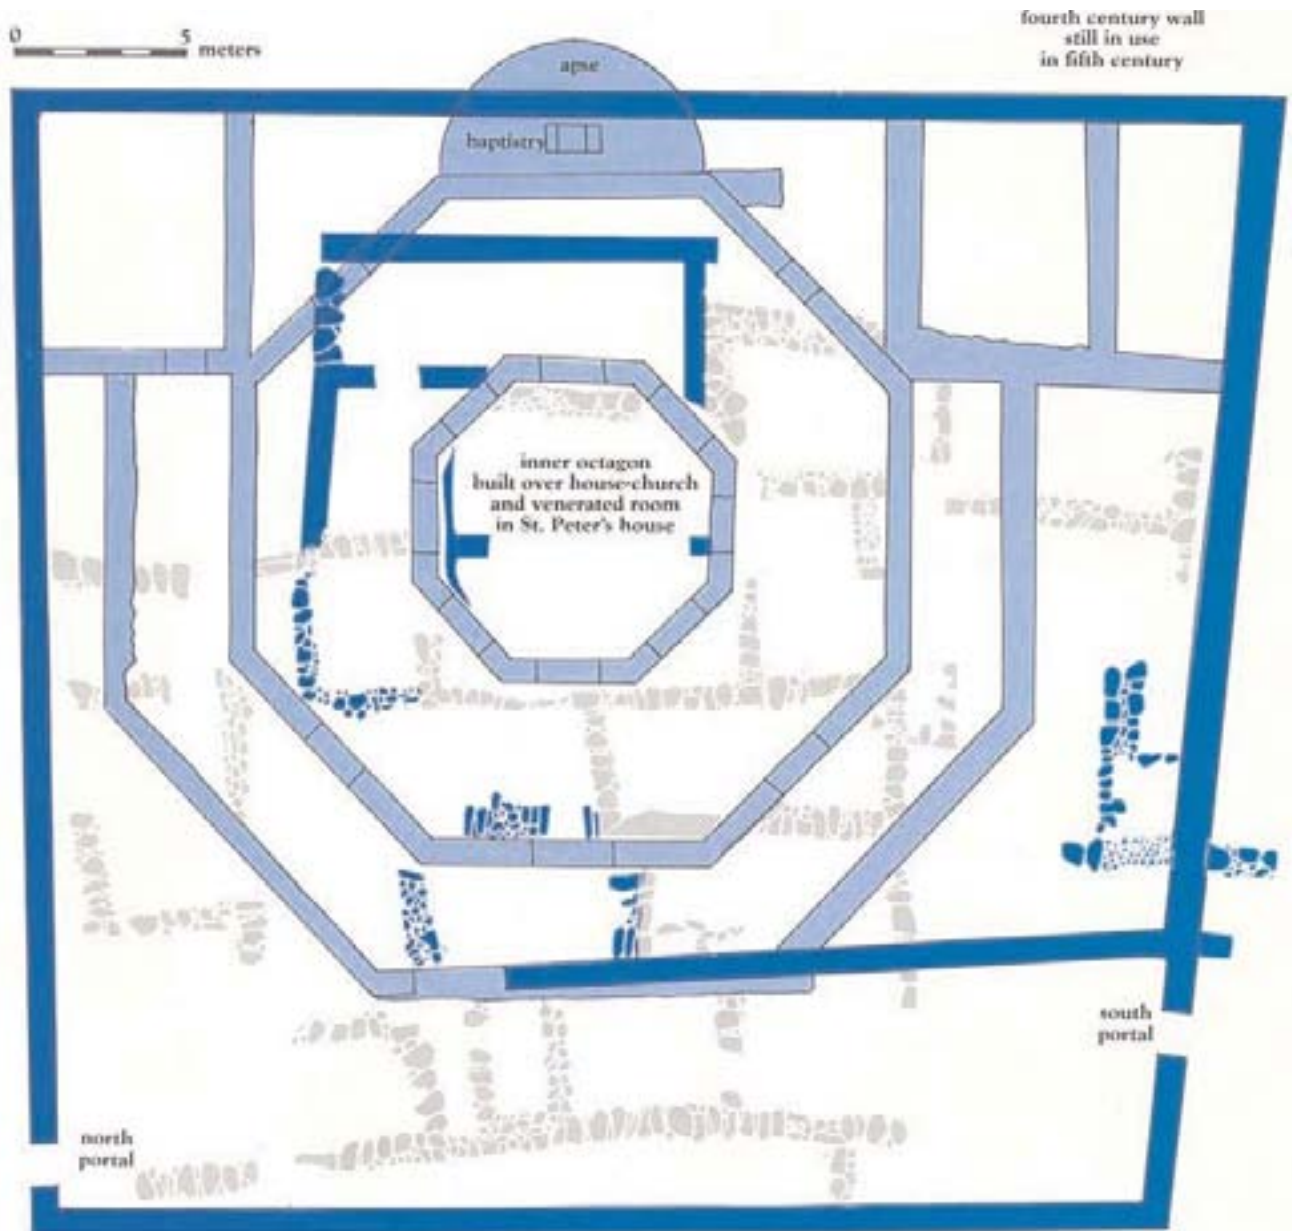 0 5 meters
fourth century wall
still in use
in fifth century
apse
baptistry
inner octagon
built over house-church
and venerated room
in St. Peter's house
south
portal
north
portal